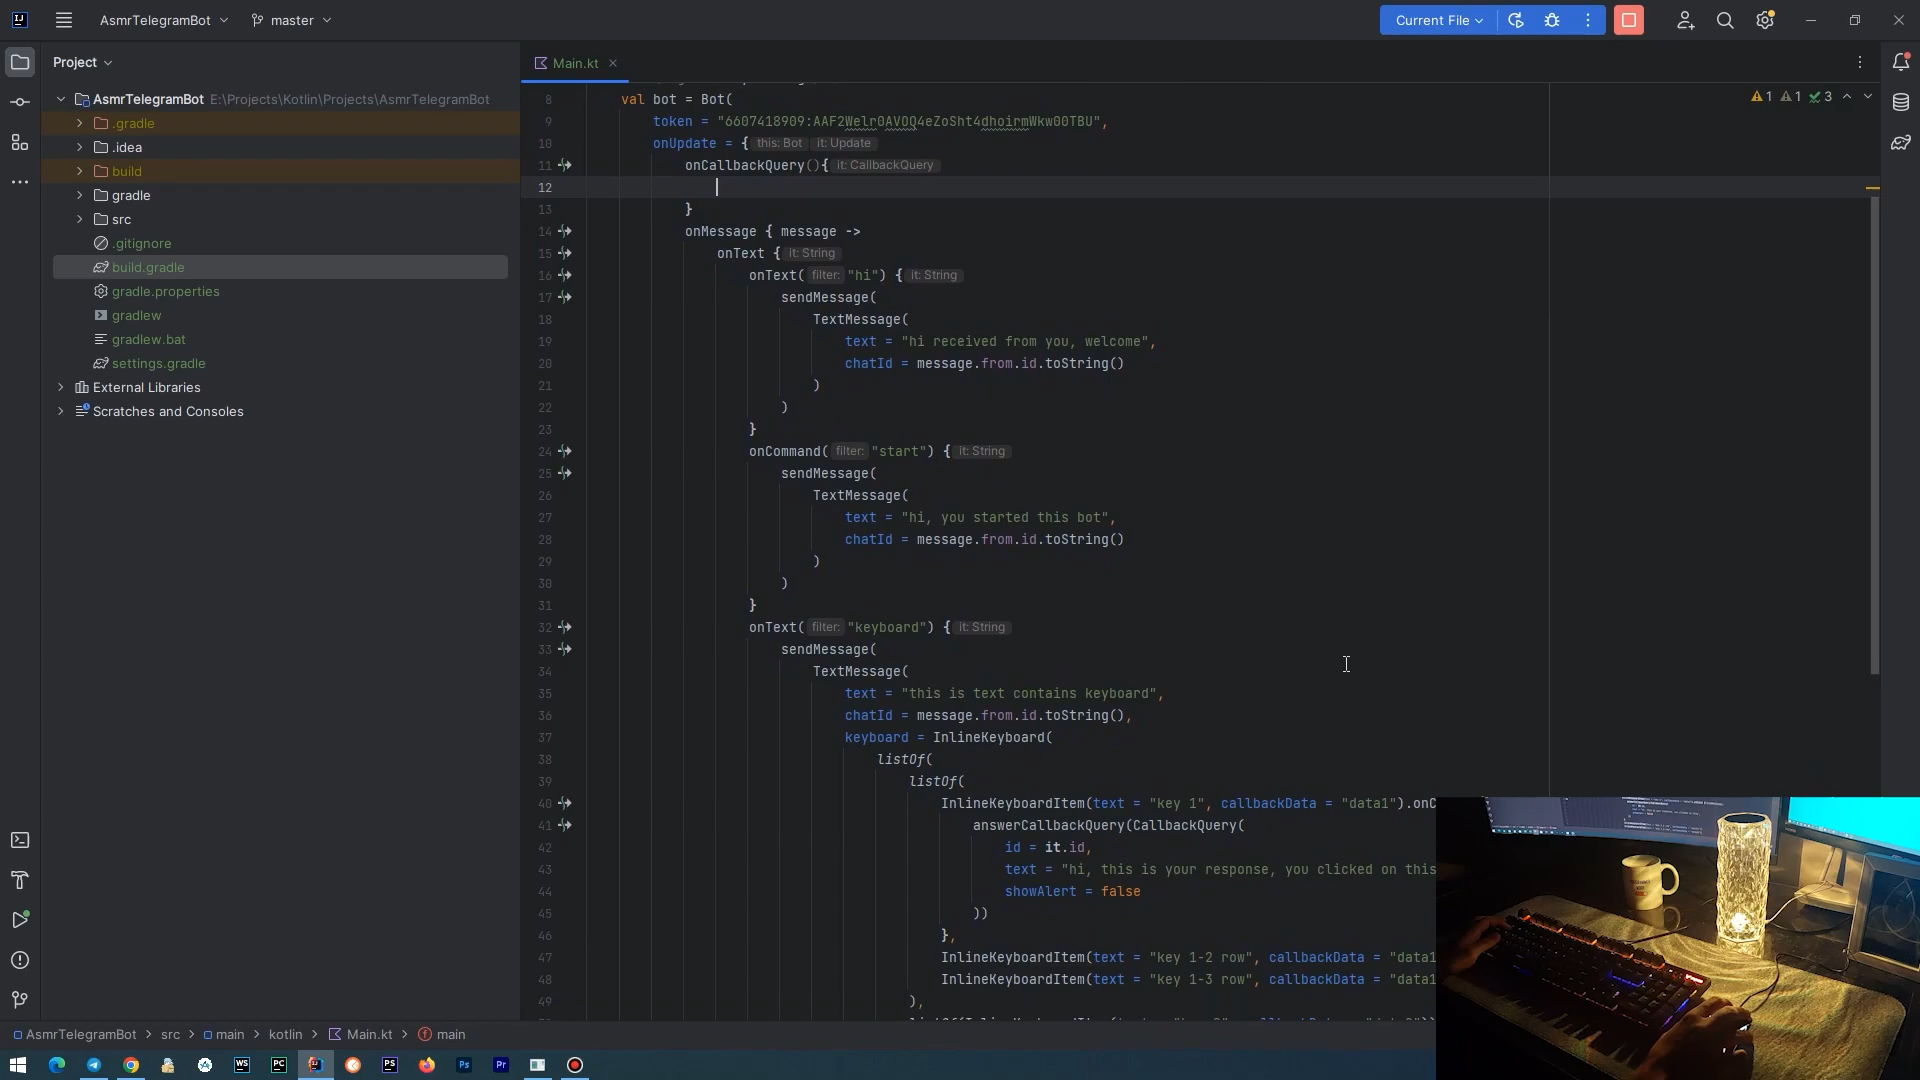 AsmrTelegramBot
master
Current File
Project
Main.kt
AsmrTelegramBot E:\Projects\Kotlin\Projects\AsmrTelegramBot
.gradle
.idea
build
gradle
src
.gitignore
build.gradle
gradle.properties
gradlew
gradlew.bat
settings.gradle
External Libraries
Scratches and Consoles
1 1 3
8 val bot = Bot(
9 token = "6607418909:AAF2Welr0AVOQ4eZoSht4dhoirmWkw00TBU",
10 onUpdate = { this: Bot it: Update
11 onCallbackQuery(){ it: CallbackQuery
12
13 }
14 onMessage { message ->
15 onText { it: String
16 onText( filter: "hi") { it: String
17 sendMessage(
18 TextMessage(
19 text = "hi received from you, welcome",
20 chatId = message.from.id.toString()
21 )
22 )
23 }
24 onCommand( filter: "start") { it: String
25 sendMessage(
26 TextMessage(
27 text = "hi, you started this bot",
28 chatId = message.from.id.toString()
29 )
30 )
31 }
32 onText( filter: "keyboard") { it: String
33 sendMessage(
34 TextMessage(
35 text = "this is text contains keyboard",
36 chatId = message.from.id.toString(),
37 keyboard = InlineKeyboard(
38 listOf(
39 listOf(
40 InlineKeyboardItem(text = "key 1", callbackData = "data1").onC
41 answerCallbackQuery(CallbackQuery(
42 id = it.id,
43 text = "hi, this is your response, you clicked on this
44 showAlert = false
45 ))
46 },
47 InlineKeyboardItem(text = "key 1-2 row", callbackData = "data1
48 InlineKeyboardItem(text = "key 1-3 row", callbackData = "data1
49 ),
AsmrTelegramBot > src > main > kotlin > Main.kt > main